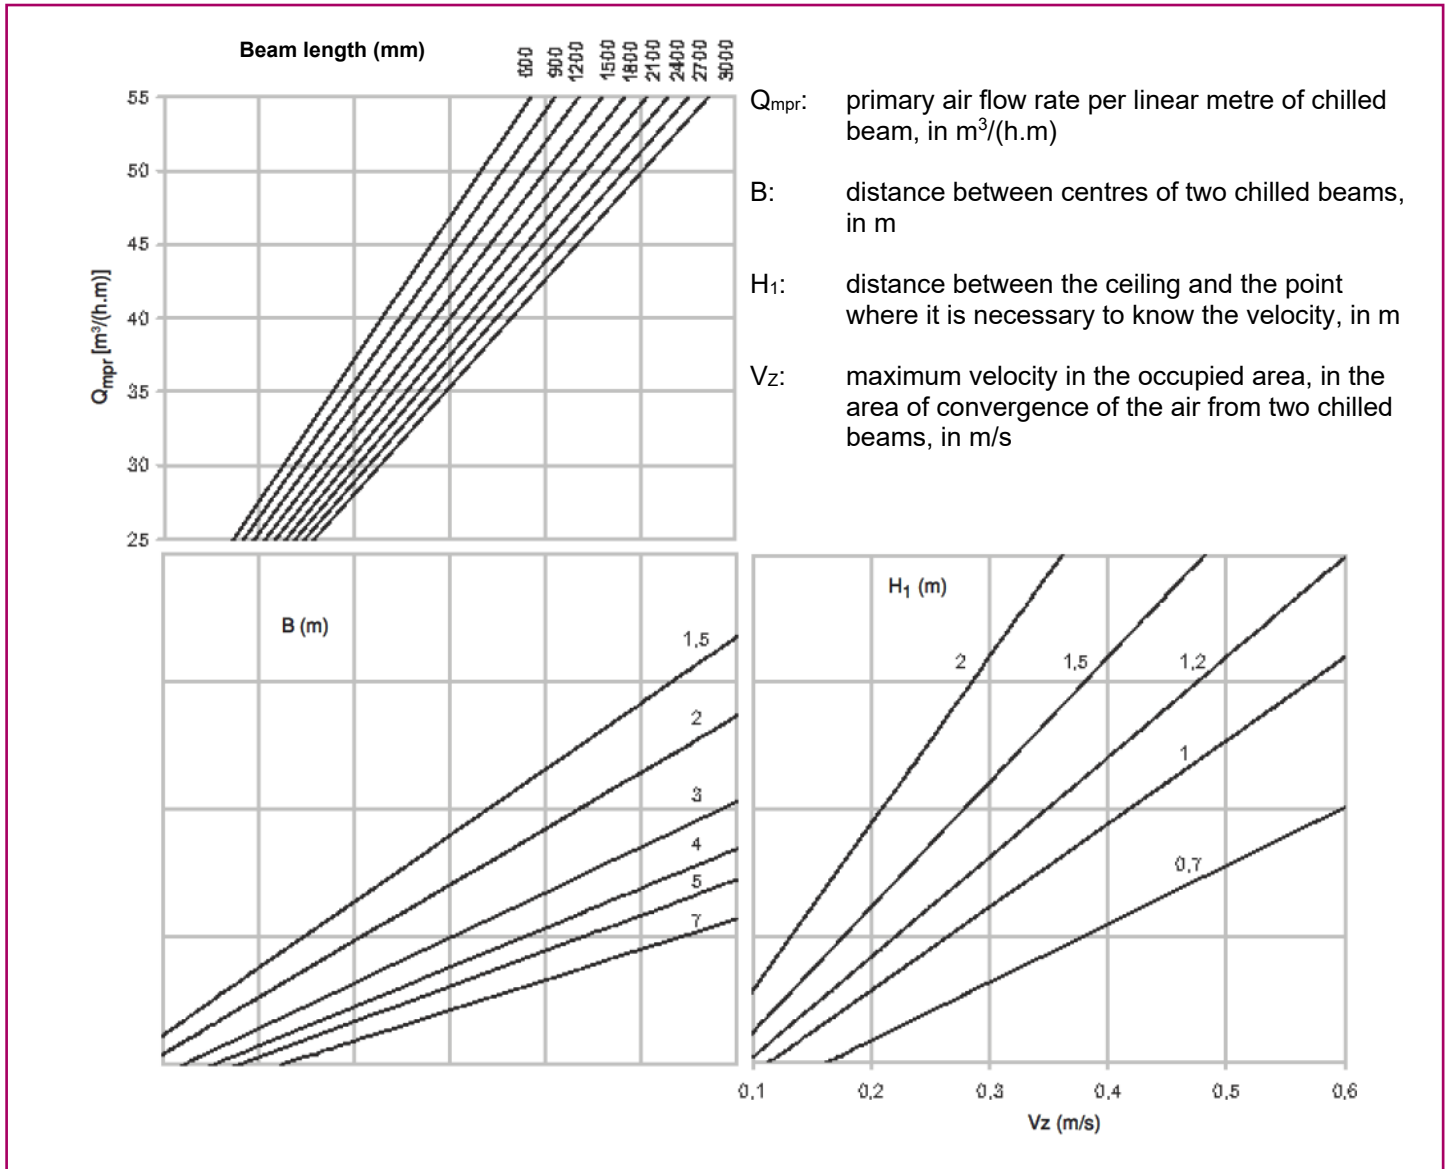 Beam length (mm)
600 900 1200 1500 1800 2100 2400 2700 3000
55
50
45
40
35
30
25
Qmpr [m³/(h.m)]
Qmpr: primary air flow rate per linear metre of chilled
beam, in m³/(h.m)
B: distance between centres of two chilled beams,
in m
H1: distance between the ceiling and the point
where it is necessary to know the velocity, in m
VZ: maximum velocity in the occupied area, in the
area of convergence of the air from two chilled
beams, in m/s
B (m)
1,5
2
3
4
5
7
H1 (m)
2 1,5 1,2
1
0,7
0,1 0,2 0,3 0,4 0,5 0,6
Vz (m/s)